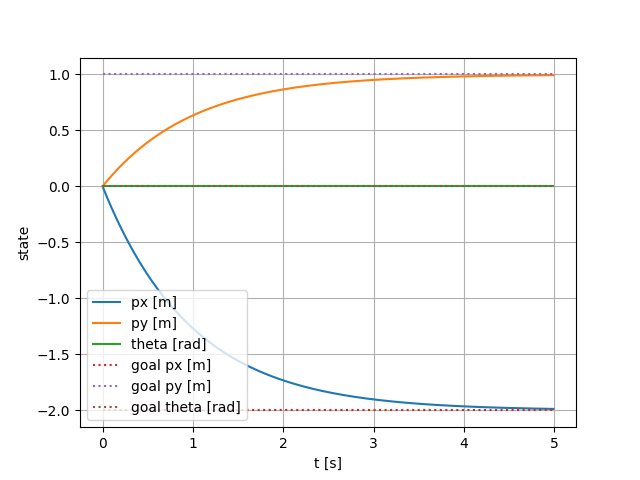 1.0
0.5
0.0
−0.5
−1.0
−1.5
−2.0
state
px [m]
py [m]
theta [rad]
goal px [m]
goal py [m]
goal theta [rad]
0 1 2 3 4 5
t [s]